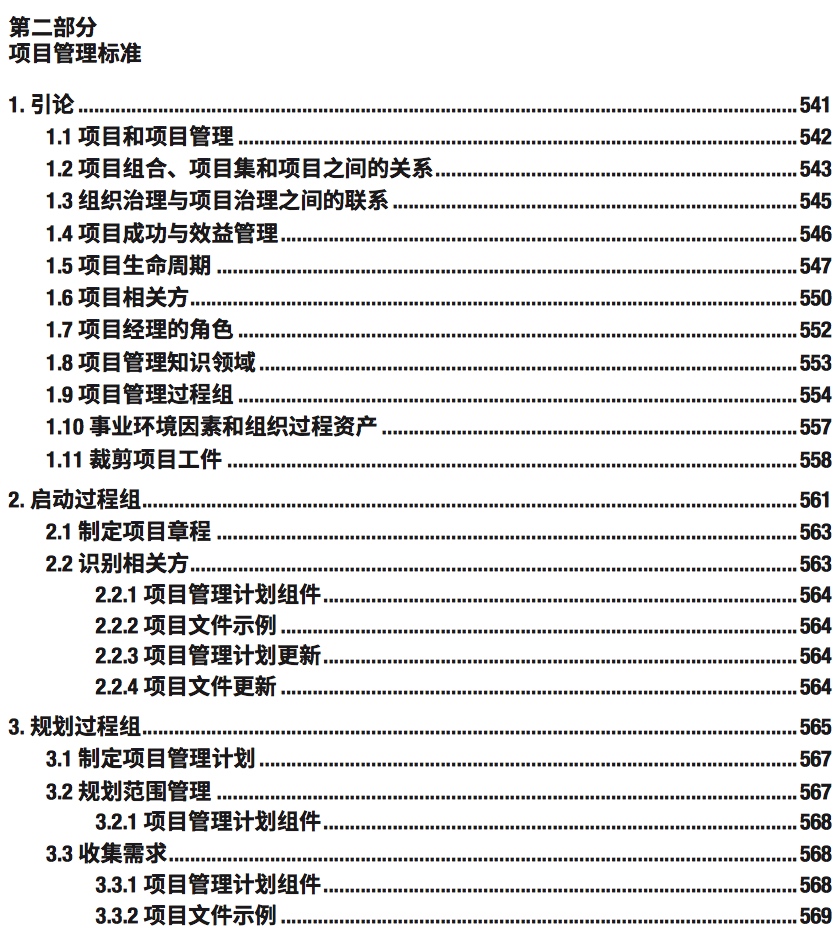 第二部分
项目管理标准
1. 引论 541
1.1 项目和项目管理 542
1.2 项目组合、项目集和项目之间的关系 543
1.3 组织治理与项目治理之间的联系 545
1.4 项目成功与效益管理 546
1.5 项目生命周期 547
1.6 项目相关方 550
1.7 项目经理的角色 552
1.8 项目管理知识领域 553
1.9 项目管理过程组 554
1.10 事业环境因素和组织过程资产 557
1.11 裁剪项目工件 558
2. 启动过程组 561
2.1 制定项目章程 563
2.2 识别相关方 563
2.2.1 项目管理计划组件 564
2.2.2 项目文件示例 564
2.2.3 项目管理计划更新 564
2.2.4 项目文件更新 564
3. 规划过程组 565
3.1 制定项目管理计划 567
3.2 规划范围管理 567
3.2.1 项目管理计划组件 568
3.3 收集需求 568
3.3.1 项目管理计划组件 568
3.3.2 项目文件示例 569